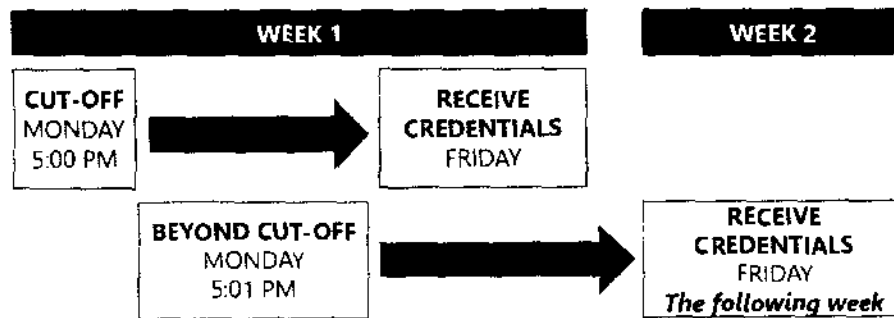 WEEK 1
WEEK 2
CUT-OFF
MONDAY
5:00 PM
RECEIVE
CREDENTIALS
FRIDAY
BEYOND CUT-OFF
MONDAY
5:01 PM
RECEIVE
CREDENTIALS
FRIDAY
The following week